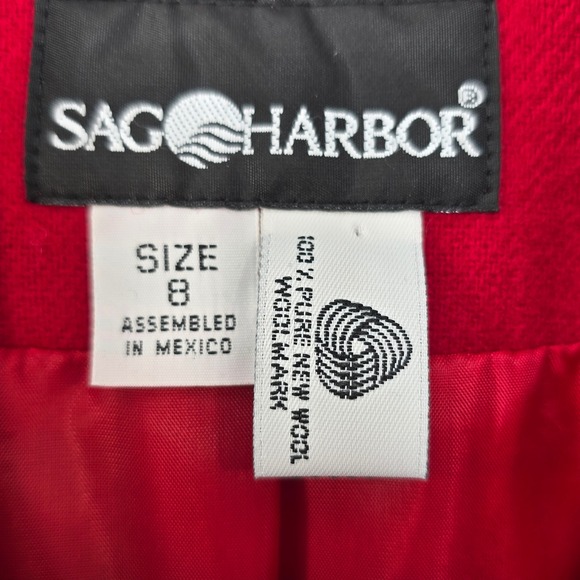 SAG HARBOR®
SIZE
8
ASSEMBLED
IN MEXICO
100% PURE NEW WOOL
WOOLMARK